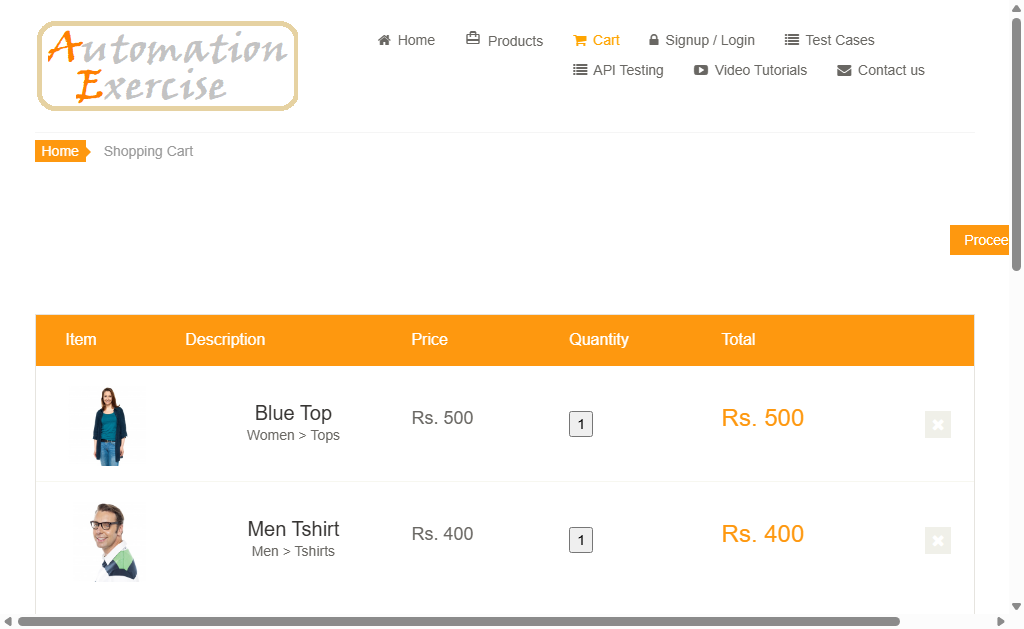 Automation
Exercise
Home Products Cart Signup / Login Test Cases
API Testing Video Tutorials Contact us
Home Shopping Cart
Procee
Item Description Price Quantity Total
Blue Top
Women > Tops
Rs. 500 1 Rs. 500
Men Tshirt
Men > Tshirts
Rs. 400 1 Rs. 400